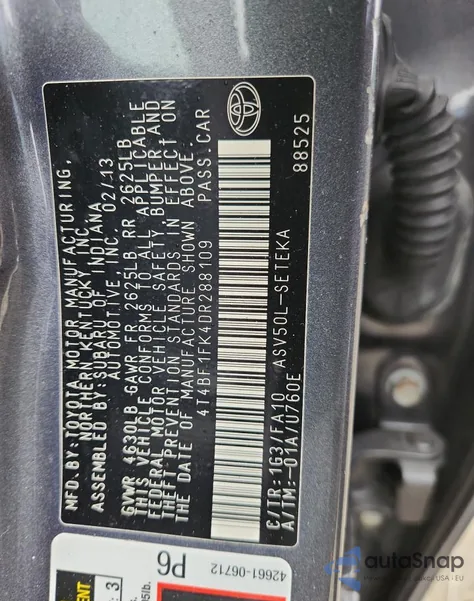 MFD. BY: TOYOTA MOTOR MANUFACTURING,
NORTHERN KENTUCKY INC.
ASSEMBLED BY: SUBARU OF INDIANA
AUTOMOTIVE, INC. 02/13
GVWR 4630LB GAWR FR. 2625LB RR. 2625LB
THIS VEHICLE CONFORMS TO ALL APPLICABLE
FEDERAL MOTOR VEHICLE SAFETY, BUMPER AND
THEFT PREVENTION STANDARDS IN EFFECT ON
THE DATE OF MANUFACTURE SHOWN ABOVE.
4T4BF1FK4DR288109 PASS. CAR
C/TR: 1G3/FA10 ASV50L-SETEKA
A/TM: -01A/U760E
88525
42661-06712
P6
3
autoSnap